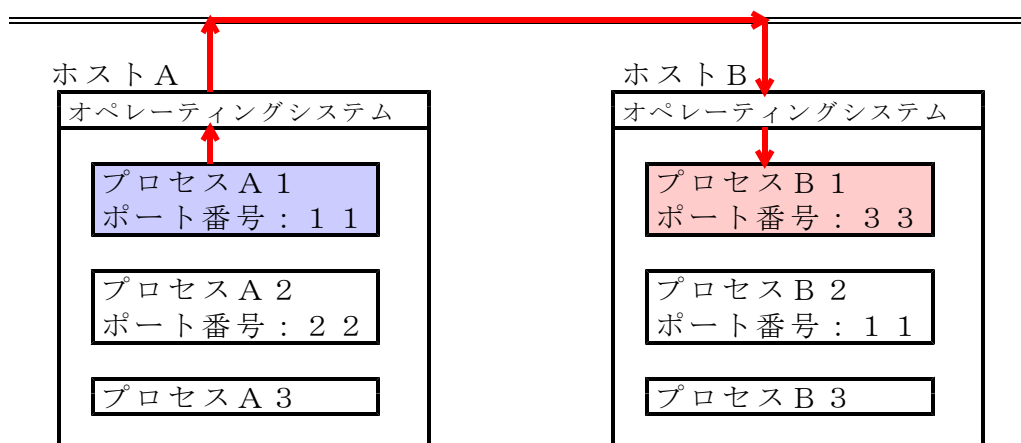 ホストA
オペレーティングシステム
プロセスA1
ポート番号:11
プロセスA2
ポート番号:22
プロセスA3
ホストB
オペレーティングシステム
プロセスB1
ポート番号:33
プロセスB2
ポート番号:11
プロセスB3